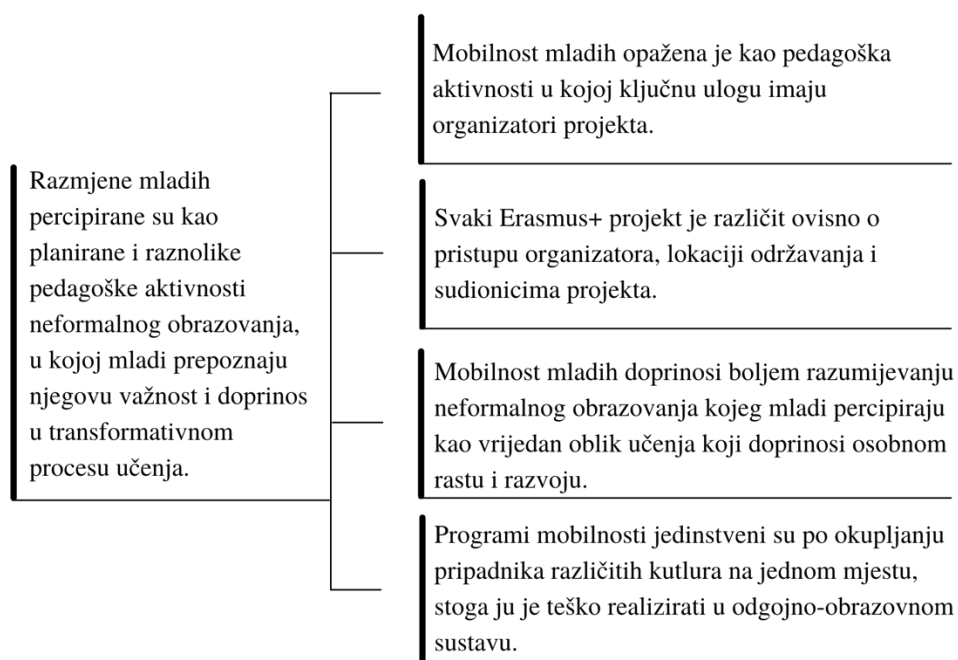 Razmjene mladih
percipirane su kao
planirane i raznolike
pedagoške aktivnosti
neformalnog obrazovanja,
u kojoj mladi prepoznaju
njegovu važnost i doprinos
u transformativnom
procesu učenja.
Mobilnost mladih opažena je kao pedagoška
aktivnosti u kojoj ključnu ulogu imaju
organizatori projekta.
Svaki Erasmus+ projekt je različit ovisno o
pristupu organizatora, lokaciji održavanja i
sudionicima projekta.
Mobilnost mladih doprinosi boljem razumijevanju
neformalnog obrazovanja kojeg mladi percipiraju
kao vrijedan oblik učenja koji doprinosi osobnom
rastu i razvoju.
Programi mobilnosti jedinstveni su po okupljanju
pripadnika različitih kutlura na jednom mjestu,
stoga ju je teško realizirati u odgojno-obrazovnom
sustavu.